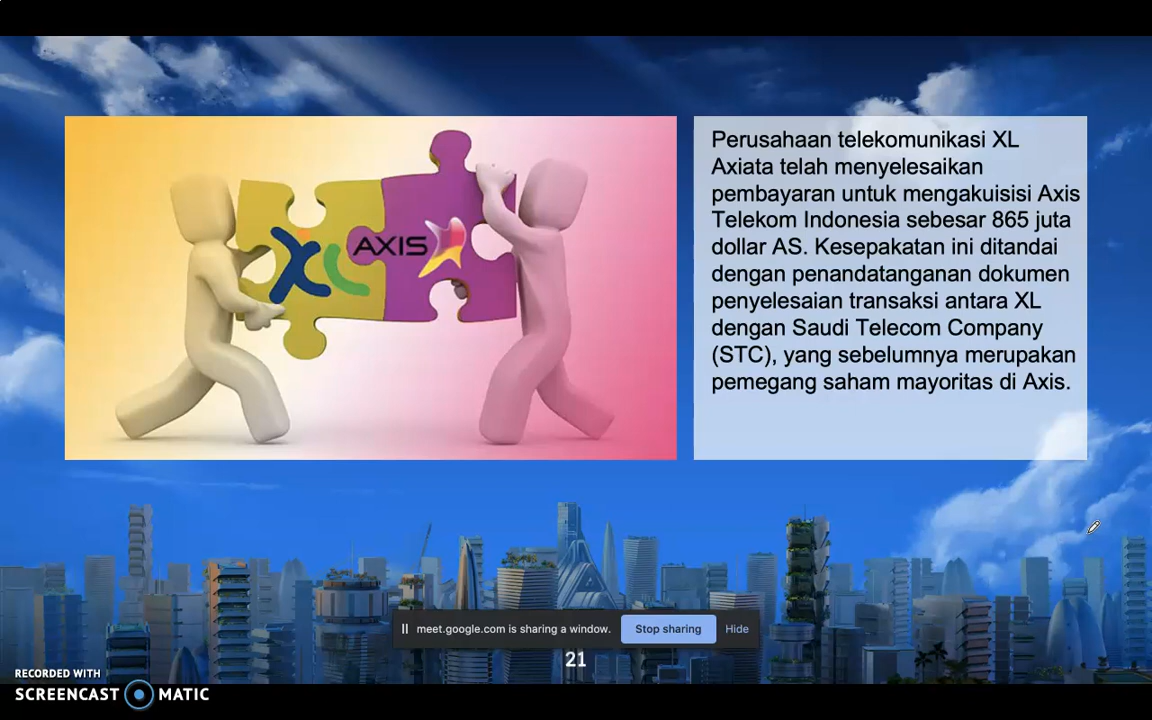 XL
AXIS
Perusahaan telekomunikasi XL
Axiata telah menyelesaikan
pembayaran untuk mengakuisisi Axis
Telekom Indonesia sebesar 865 juta
dollar AS. Kesepakatan ini ditandai
dengan penandatanganan dokumen
penyelesaian transaksi antara XL
dengan Saudi Telecom Company
(STC), yang sebelumnya merupakan
pemegang saham mayoritas di Axis.
meet.google.com is sharing a window.
Stop sharing
Hide
21
RECORDED WITH
SCREENCAST MATIC